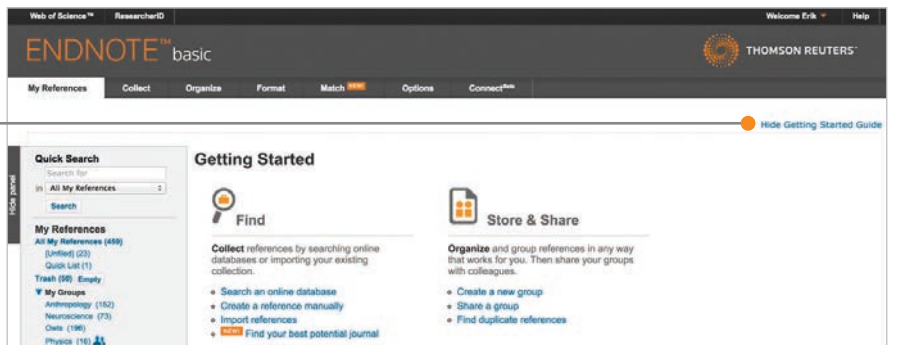 Web of Science™ ResearcherID Welcome Erik Help
ENDNOTE™ basic
THOMSON REUTERS™
My References Collect Organize Format Match NEW! Options Connect Beta
Hide Getting Started Guide
Hide panel
Quick Search
Search for
in All My References
Search
My References
All My References (459)
[Unfiled] (23)
Quick List (1)
Trash (50) Empty
My Groups
Anthropology (152)
Neuroscience (73)
Owls (196)
Physics (16)
Getting Started
Find
Collect references by searching online
databases or importing your existing
collection.
Search an online database
Create a reference manually
Import references
NEW! Find your best potential journal
Store & Share
Organize and group references in any way
that works for you. Then share your groups
with colleagues.
Create a new group
Share a group
Find duplicate references